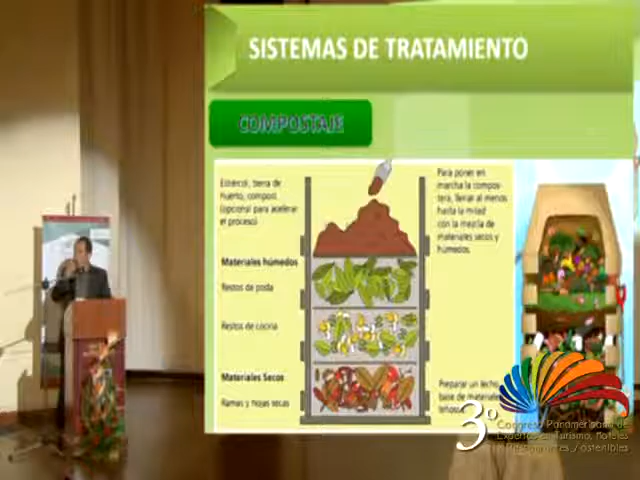 SISTEMAS DE TRATAMIENTO
COMPOSTAJE
Estiércol, tierra de
huerto, compost
(opcional para acelerar
el proceso)
Materiales húmedos
Restos de poda
Restos de cocina
Materiales Secos
Ramas y hojas secas
Para poner en
marcha la compos-
tera, llenar al menos
hasta la mitad
con la mezcla de
materiales secos y
húmedos.
Preparar un lecho
base de materiales
3º
Congreso Panamericano de
Expertos en Turismo, Hoteles
Sostenibles